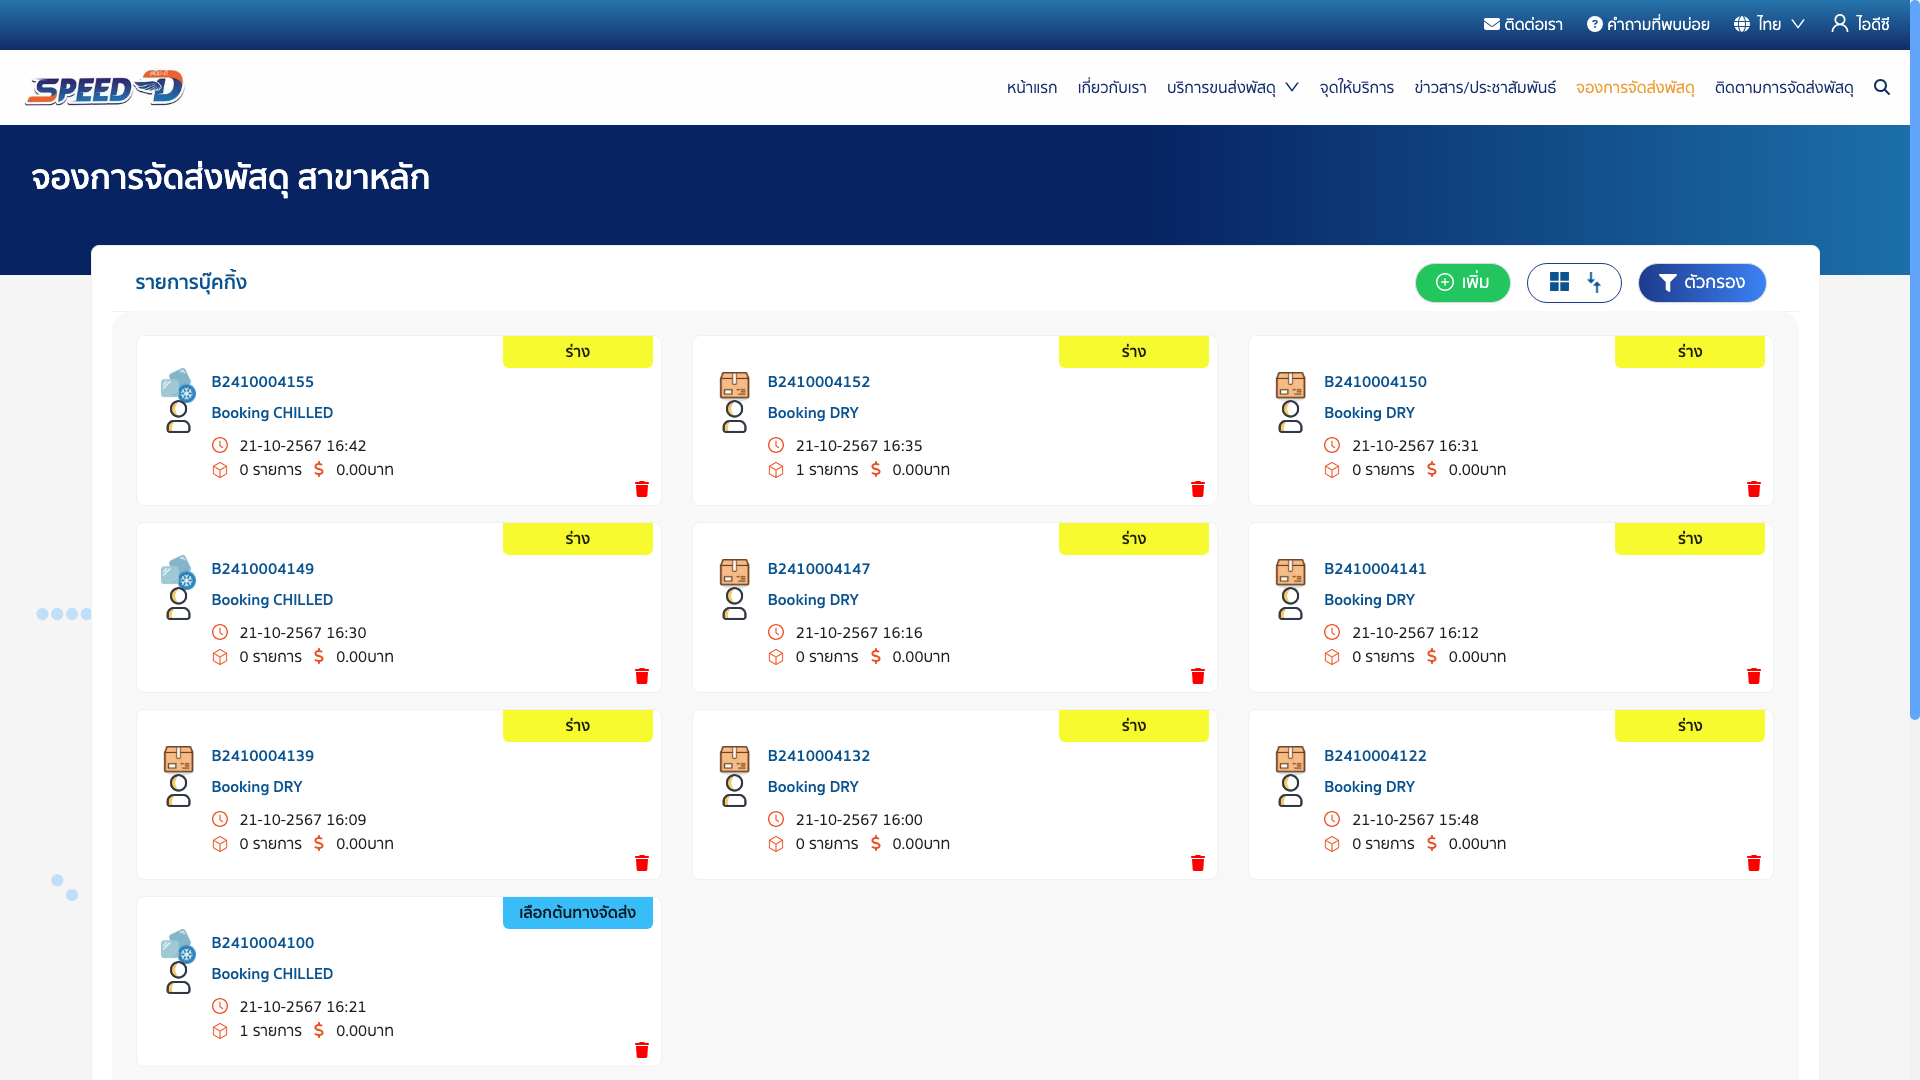 ติดต่อเรา คำถามที่พบบ่อย ไทย ไอดีซี
SPEED-D
หน้าแรก เกี่ยวกับเรา บริการขนส่งพัสดุ จุดให้บริการ ข่าวสาร/ประชาสัมพันธ์ จองการจัดส่งพัสดุ ติดตามการจัดส่งพัสดุ
จองการจัดส่งพัสดุ สาขาหลัก
รายการบุ๊คกิ้ง
เพิ่ม
ตัวกรอง
ร่าง
B2410004155
Booking CHILLED
21-10-2567 16:42
0 รายการ $ 0.00บาท
ร่าง
B2410004152
Booking DRY
21-10-2567 16:35
1 รายการ $ 0.00บาท
ร่าง
B2410004150
Booking DRY
21-10-2567 16:31
0 รายการ $ 0.00บาท
ร่าง
B2410004149
Booking CHILLED
21-10-2567 16:30
0 รายการ $ 0.00บาท
ร่าง
B2410004147
Booking DRY
21-10-2567 16:16
0 รายการ $ 0.00บาท
ร่าง
B2410004141
Booking DRY
21-10-2567 16:12
0 รายการ $ 0.00บาท
ร่าง
B2410004139
Booking DRY
21-10-2567 16:09
0 รายการ $ 0.00บาท
ร่าง
B2410004132
Booking DRY
21-10-2567 16:00
0 รายการ $ 0.00บาท
ร่าง
B2410004122
Booking DRY
21-10-2567 15:48
0 รายการ $ 0.00บาท
เลือกต้นทางจัดส่ง
B2410004100
Booking CHILLED
21-10-2567 16:21
1 รายการ $ 0.00บาท